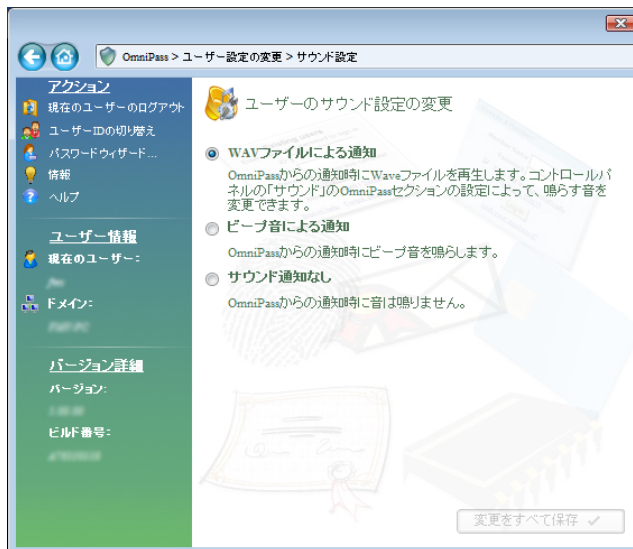 OmniPass > ユーザー設定の変更 > サウンド設定
アクション
現在のユーザーのログアウト
ユーザーIDの切り替え
パスワードウィザード...
情報
ヘルプ
ユーザー情報
現在のユーザー:
ドメイン:
バージョン詳細
バージョン:
ビルド番号:
ユーザーのサウンド設定の変更
WAVファイルによる通知
OmniPassからの通知時にWaveファイルを再生します。コントロールパ
ネルの「サウンド」のOmniPassセクションの設定によって、鳴らす音を
変更できます。
ビープ音による通知
OmniPassからの通知時にビープ音を鳴らします。
サウンド通知なし
OmniPassからの通知時に音は鳴りません。
変更をすべて保存